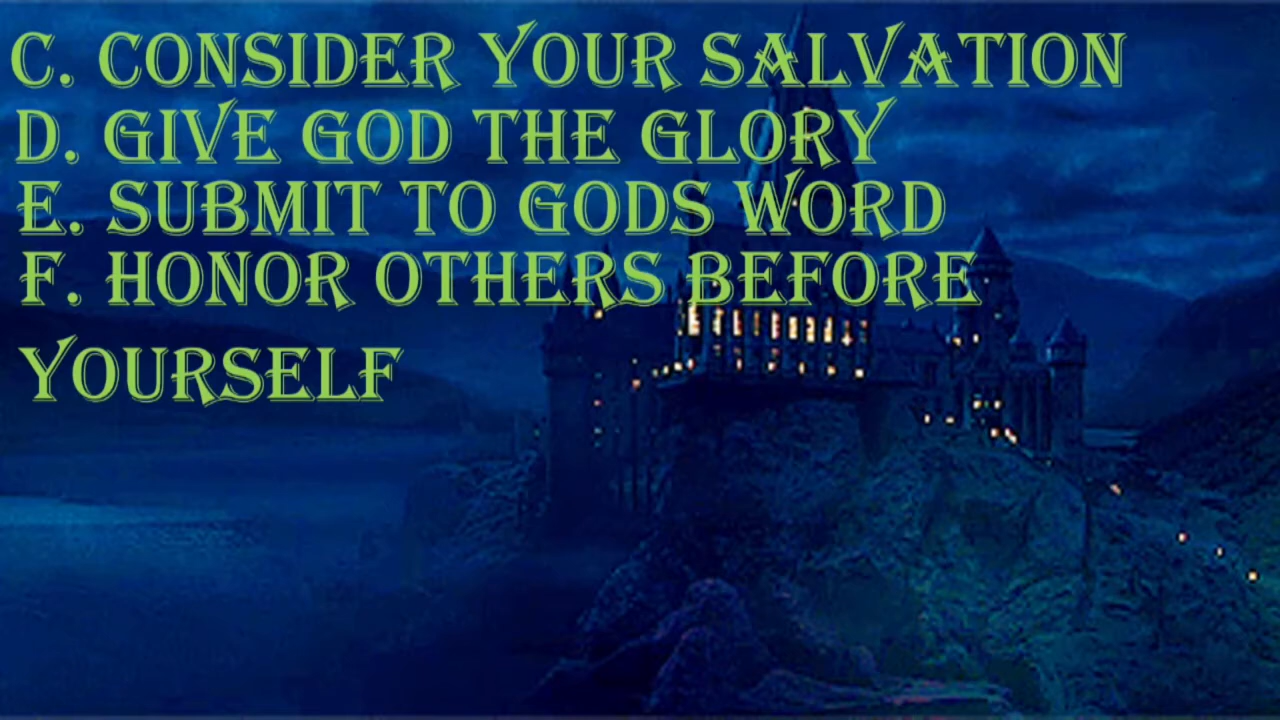 C. CONSIDER YOUR SALVATION
D. GIVE GOD THE GLORY
E. SUBMIT TO GODS WORD
F. HONOR OTHERS BEFORE
YOURSELF